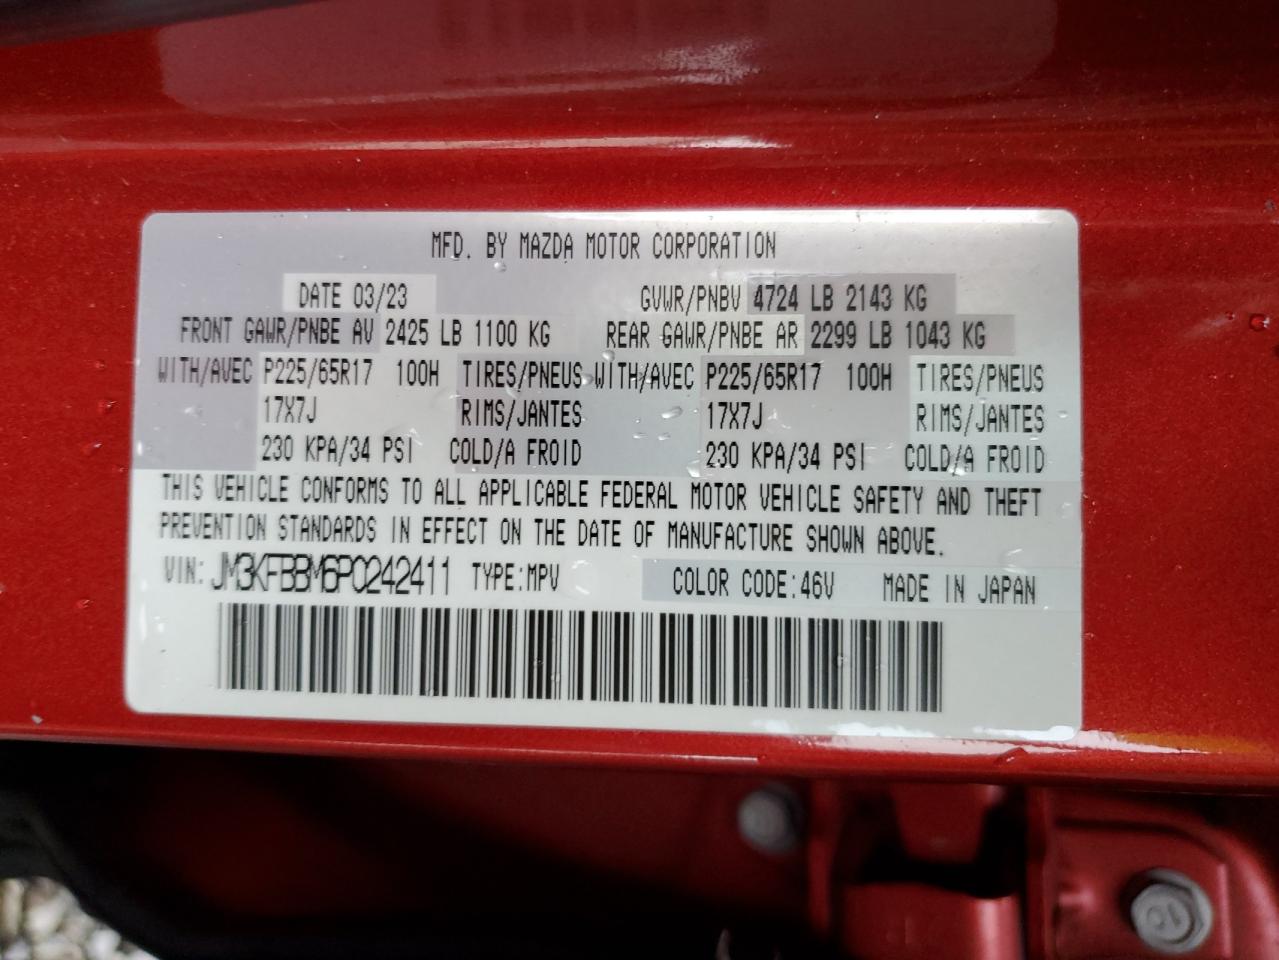 MFD. BY MAZDA MOTOR CORPORATION
DATE 03/23 GVWR/PNBV 4724 LB 2143 KG
FRONT GAWR/PNBE AV 2425 LB 1100 KG REAR GAWR/PNBE AR 2299 LB 1043 KG
WITH/AVEC P225/65R17 100H TIRES/PNEUS WITH/AVEC P225/65R17 100H TIRES/PNEUS
17X7J RIMS/JANTES 17X7J RIMS/JANTES
230 KPA/34 PSI COLD/A FROID 230 KPA/34 PSI COLD/A FROID
THIS VEHICLE CONFORMS TO ALL APPLICABLE FEDERAL MOTOR VEHICLE SAFETY AND THEFT
PREVENTION STANDARDS IN EFFECT ON THE DATE OF MANUFACTURE SHOWN ABOVE.
VIN: JM3KFBBM6P0242411 TYPE:MPV COLOR CODE:46V MADE IN JAPAN
10